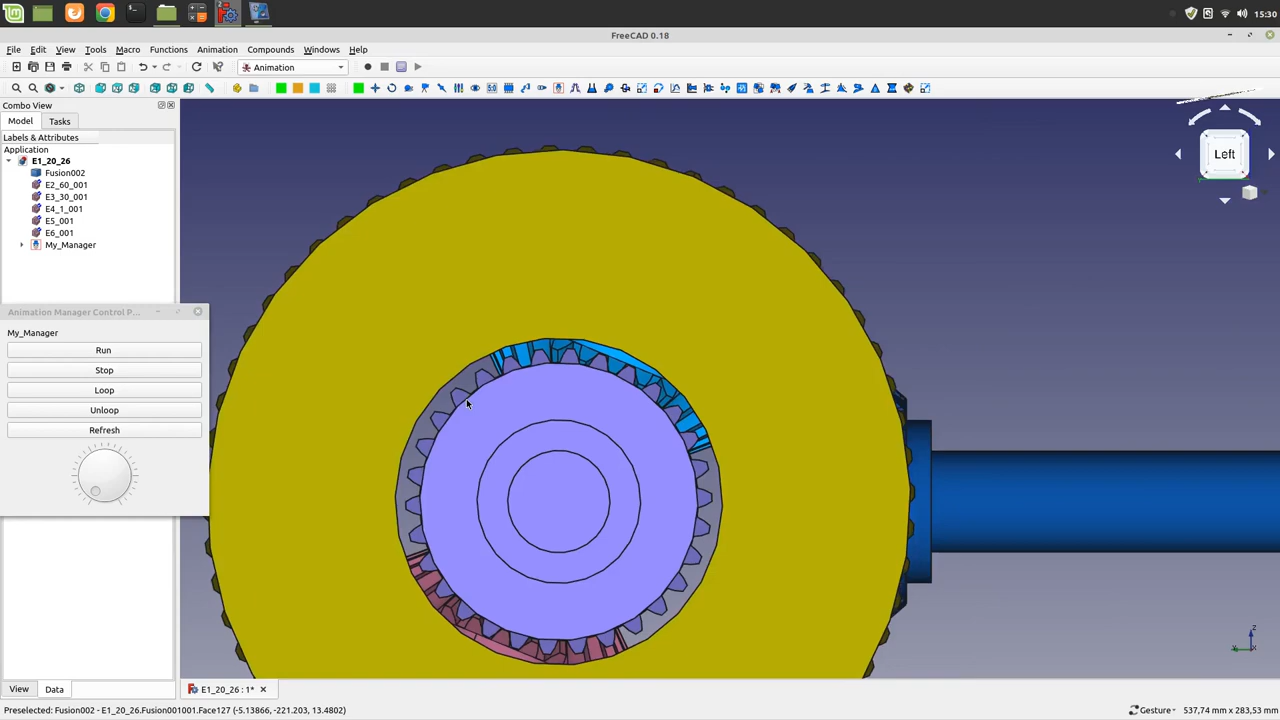 15:30
FreeCAD 0.18
File Edit View Tools Macro Functions Animation Compounds Windows Help
Animation
Combo View
Model Tasks
Labels & Attributes
Application
E1_20_26
Fusion002
E2_60_001
E3_30_001
E4_1_001
E5_001
E6_001
My_Manager
Left
Animation Manager Control P...
My_Manager
Run
Stop
Loop
Unloop
Refresh
View Data
E1_20_26 : 1*
Preselected: Fusion002 - E1_20_26.Fusion001001.Face127 (-5.13866, -221.203, 13.4802)
Gesture
537,74 mm x 283,53 mm